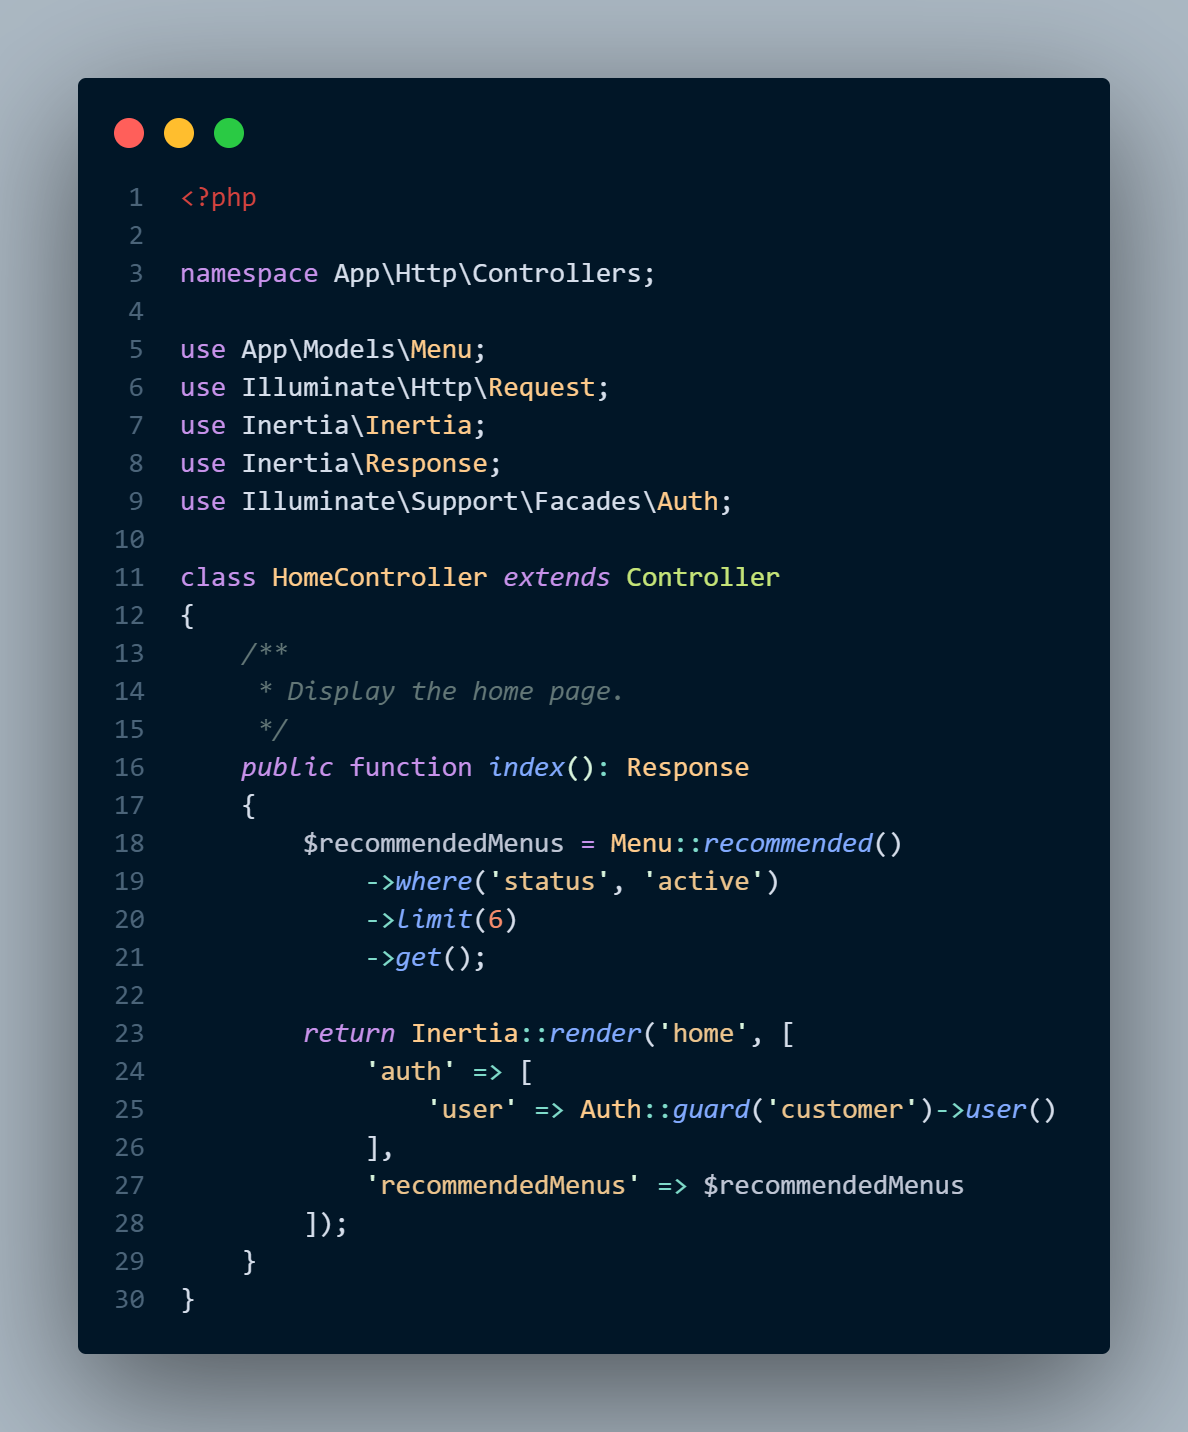 1 <?php
2
3 namespace App\Http\Controllers;
4
5 use App\Models\Menu;
6 use Illuminate\Http\Request;
7 use Inertia\Inertia;
8 use Inertia\Response;
9 use Illuminate\Support\Facades\Auth;
10
11 class HomeController extends Controller
12 {
13     /**
14      * Display the home page.
15      */
16     public function index(): Response
17     {
18         $recommendedMenus = Menu::recommended()
19             ->where('status', 'active')
20             ->limit(6)
21             ->get();
22
23         return Inertia::render('home', [
24             'auth' => [
25                 'user' => Auth::guard('customer')->user()
26             ],
27             'recommendedMenus' => $recommendedMenus
28         ]);
29     }
30 }